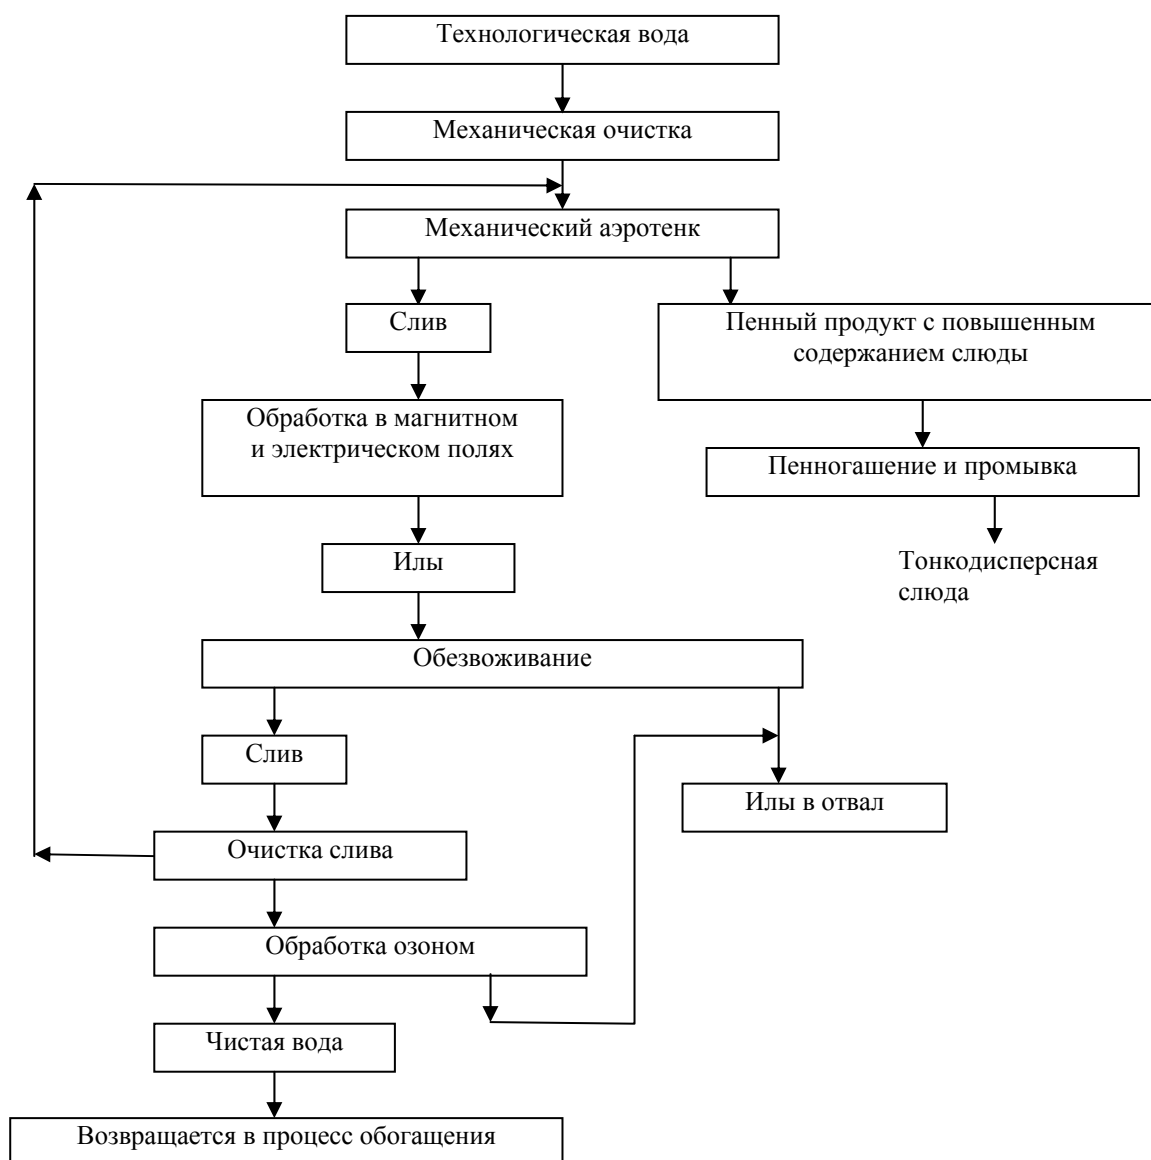 Технологическая вода
Механическая очистка
Механический аэротенк
Слив
Пенный продукт с повышенным
содержанием слюды
Обработка в магнитном
и электрическом полях
Пенногашение и промывка
Илы
Тонкодисперсная
слюда
Обезвоживание
Слив
Илы в отвал
Очистка слива
Обработка озоном
Чистая вода
Возвращается в процесс обогащения